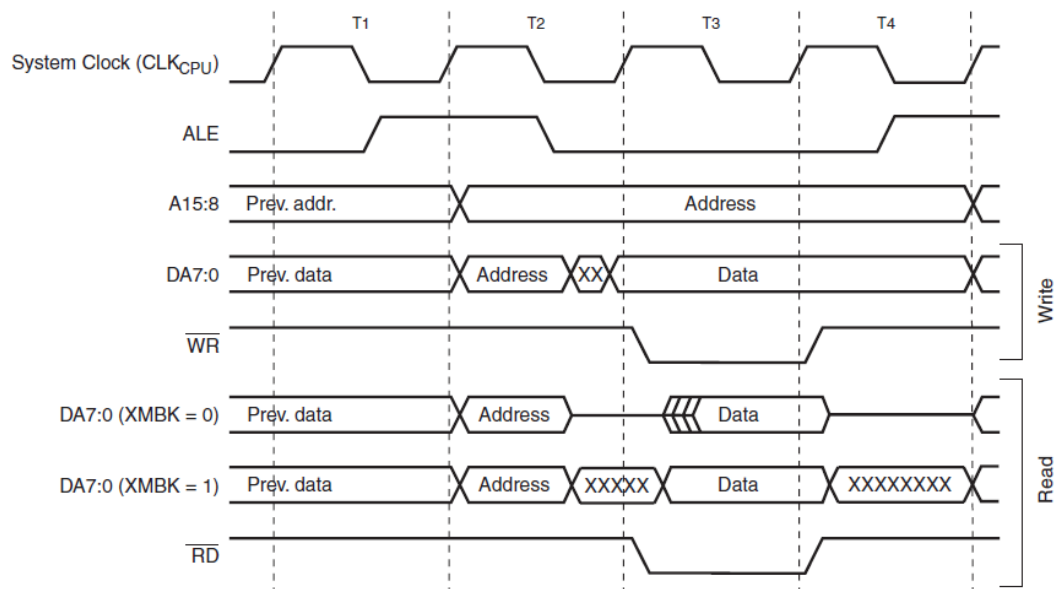 T1 T2 T3 T4
System Clock (CLKCPU)
ALE
A15:8 Prev. addr. Address
DA7:0 Prev. data Address XX Data
WR
Write
DA7:0 (XMBK = 0) Prev. data Address Data
DA7:0 (XMBK = 1) Prev. data Address XXXXX Data XXXXXXXX
RD
Read